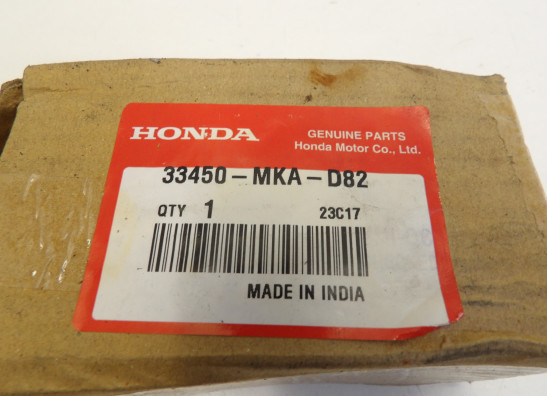 HONDA
GENUINE PARTS
Honda Motor Co., Ltd.
33450-MKA-D82
QTY 1 23C17
MADE IN INDIA